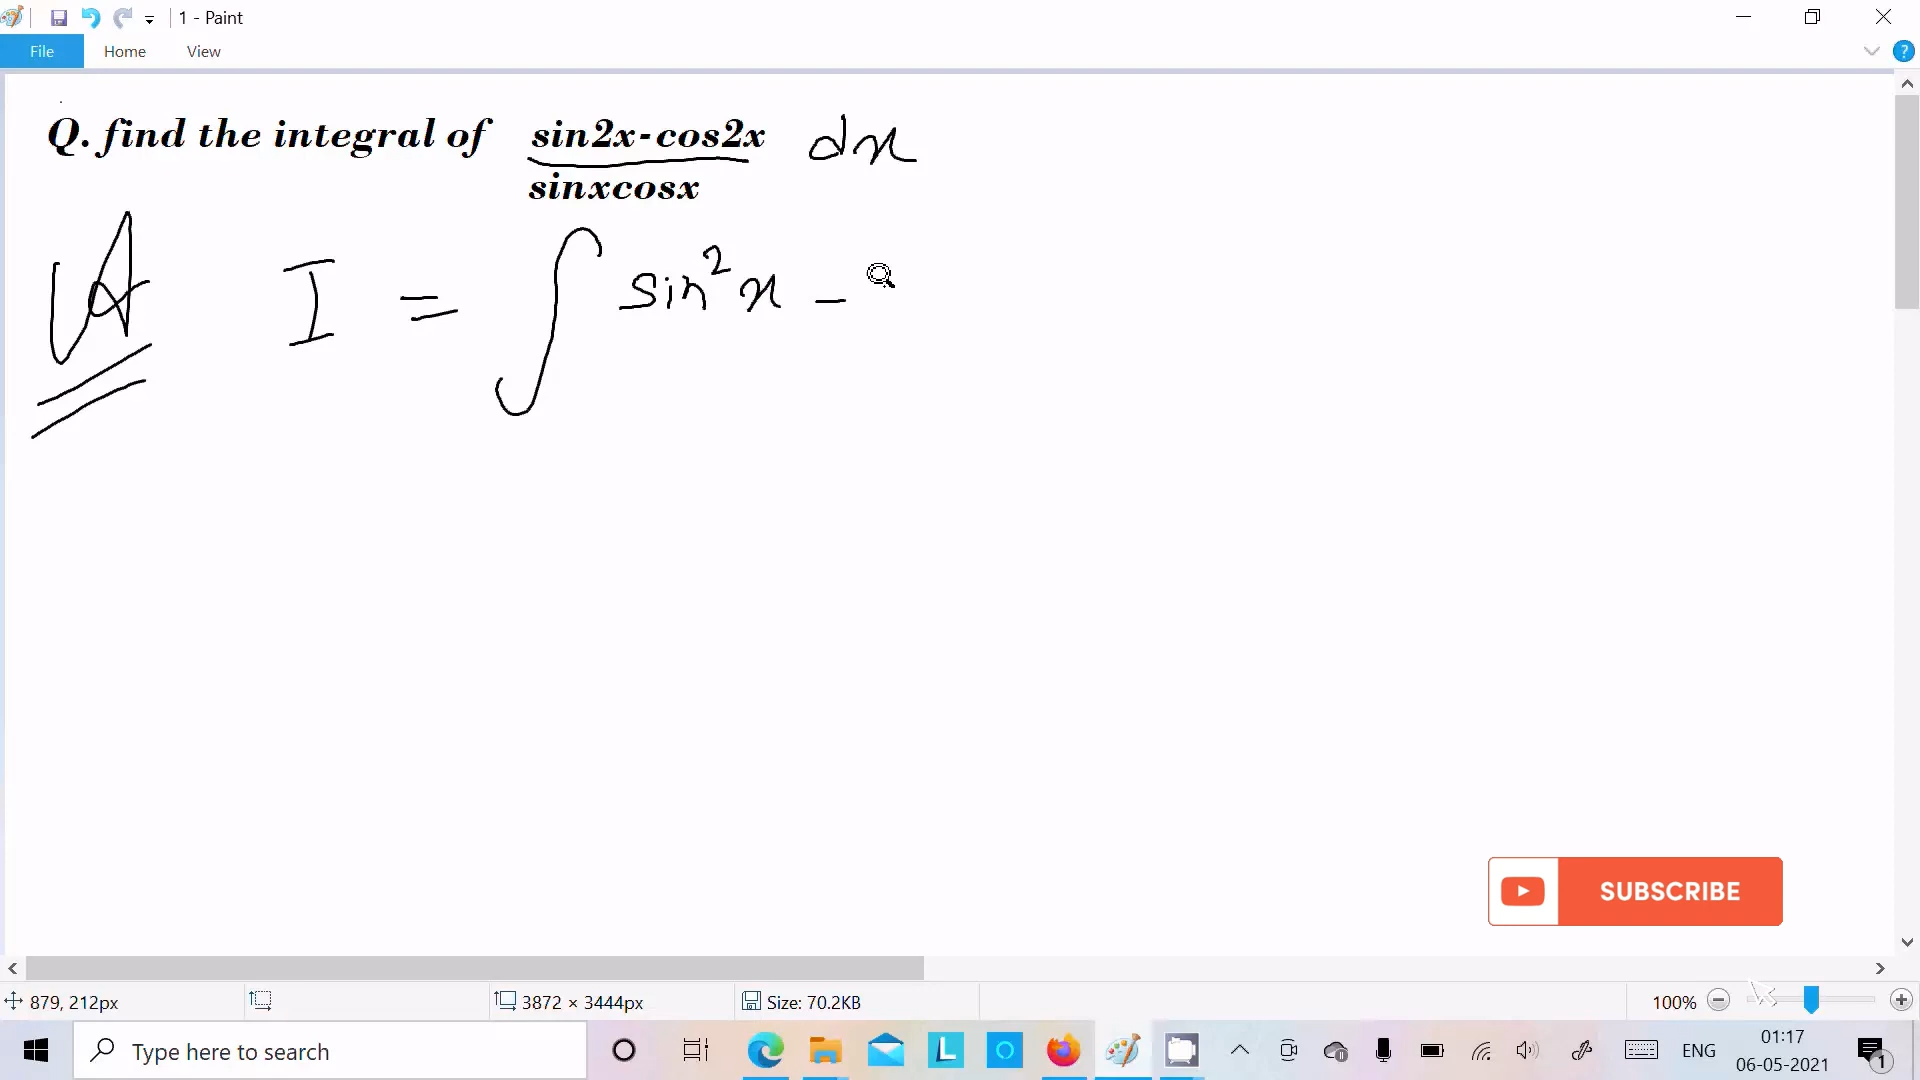 1 - Paint
File Home View
Q. find the integral of sin2x-cos2x dx
sinxcosx
A I = ∫ sin²x -
SUBSCRIBE
879, 212px 3872 × 3444px Size: 70.2KB 100%
Type here to search ENG 01:17
06-05-2021 1